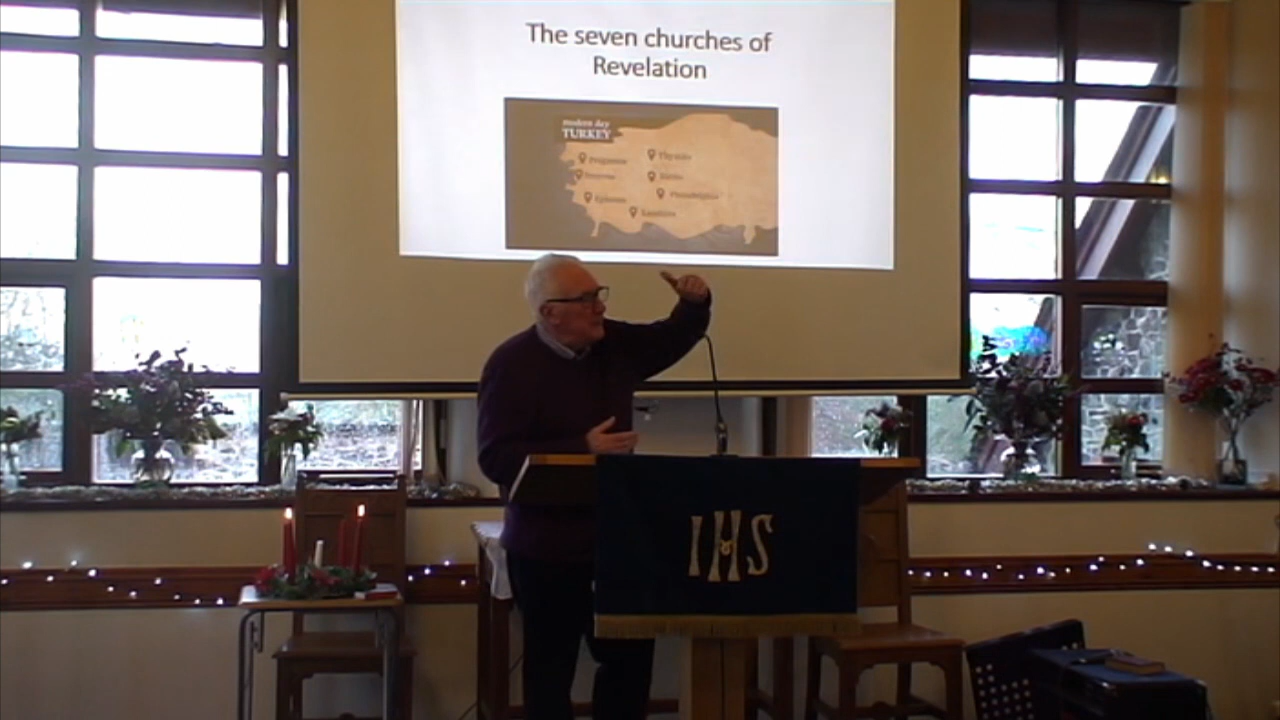 The seven churches of
Revelation
modern day
TURKEY
Pergamum
Thyatira
Smyrna
Sardis
Ephesus
Philadelphia
Laodicea
IHS